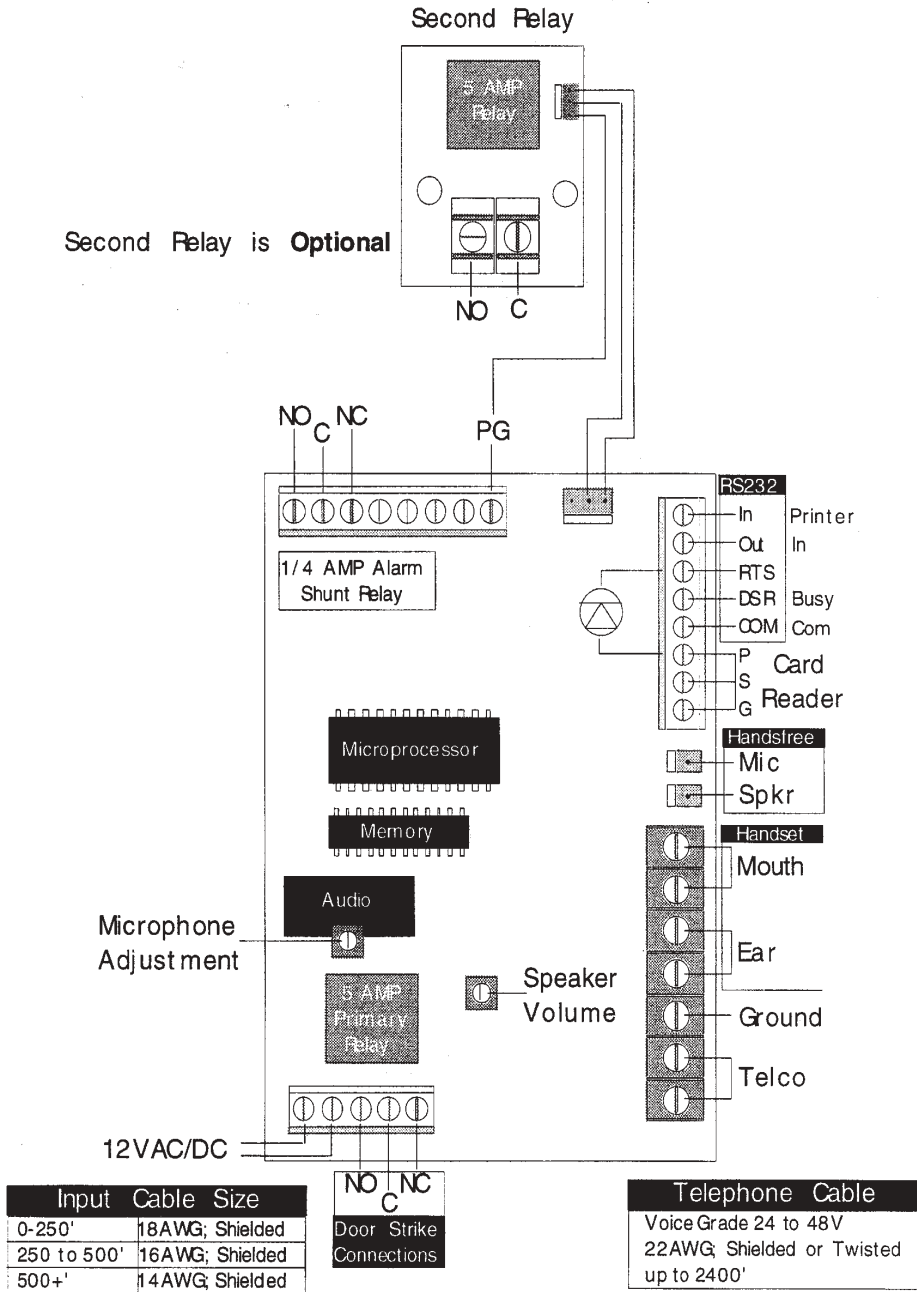 Second Relay
5 AMP
Relay
Second Relay is Optional
NO C
NO C NC
PG
1/4 AMP Alarm
Shunt Relay
RS232
In Printer
Out In
RTS
DSR Busy
COM Com
P
S
G
Card
Reader
Handsfree
Mic
Spkr
Microprocessor
Memory
Handset
Mouth
Ear
Ground
Telco
Audio
Microphone
Adjustment
5 AMP
Primary
Relay
Speaker
Volume
12VAC/DC
NO C NC
Door Strike
Connections
Input Cable Size
0-250' 18AWG; Shielded
250 to 500' 16AWG; Shielded
500+' 14AWG; Shielded
Telephone Cable
Voice Grade 24 to 48V
22AWG; Shielded or Twisted
up to 2400'